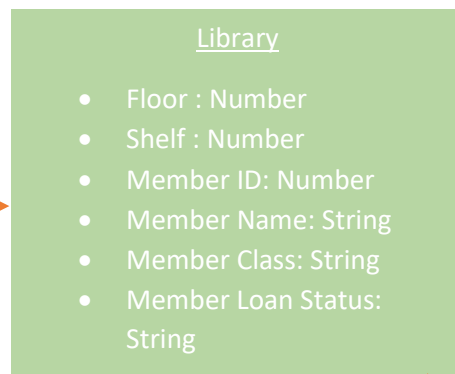 Library
• Floor : Number
• Shelf : Number
• Member ID: Number
• Member Name: String
• Member Class: String
• Member Loan Status:
String